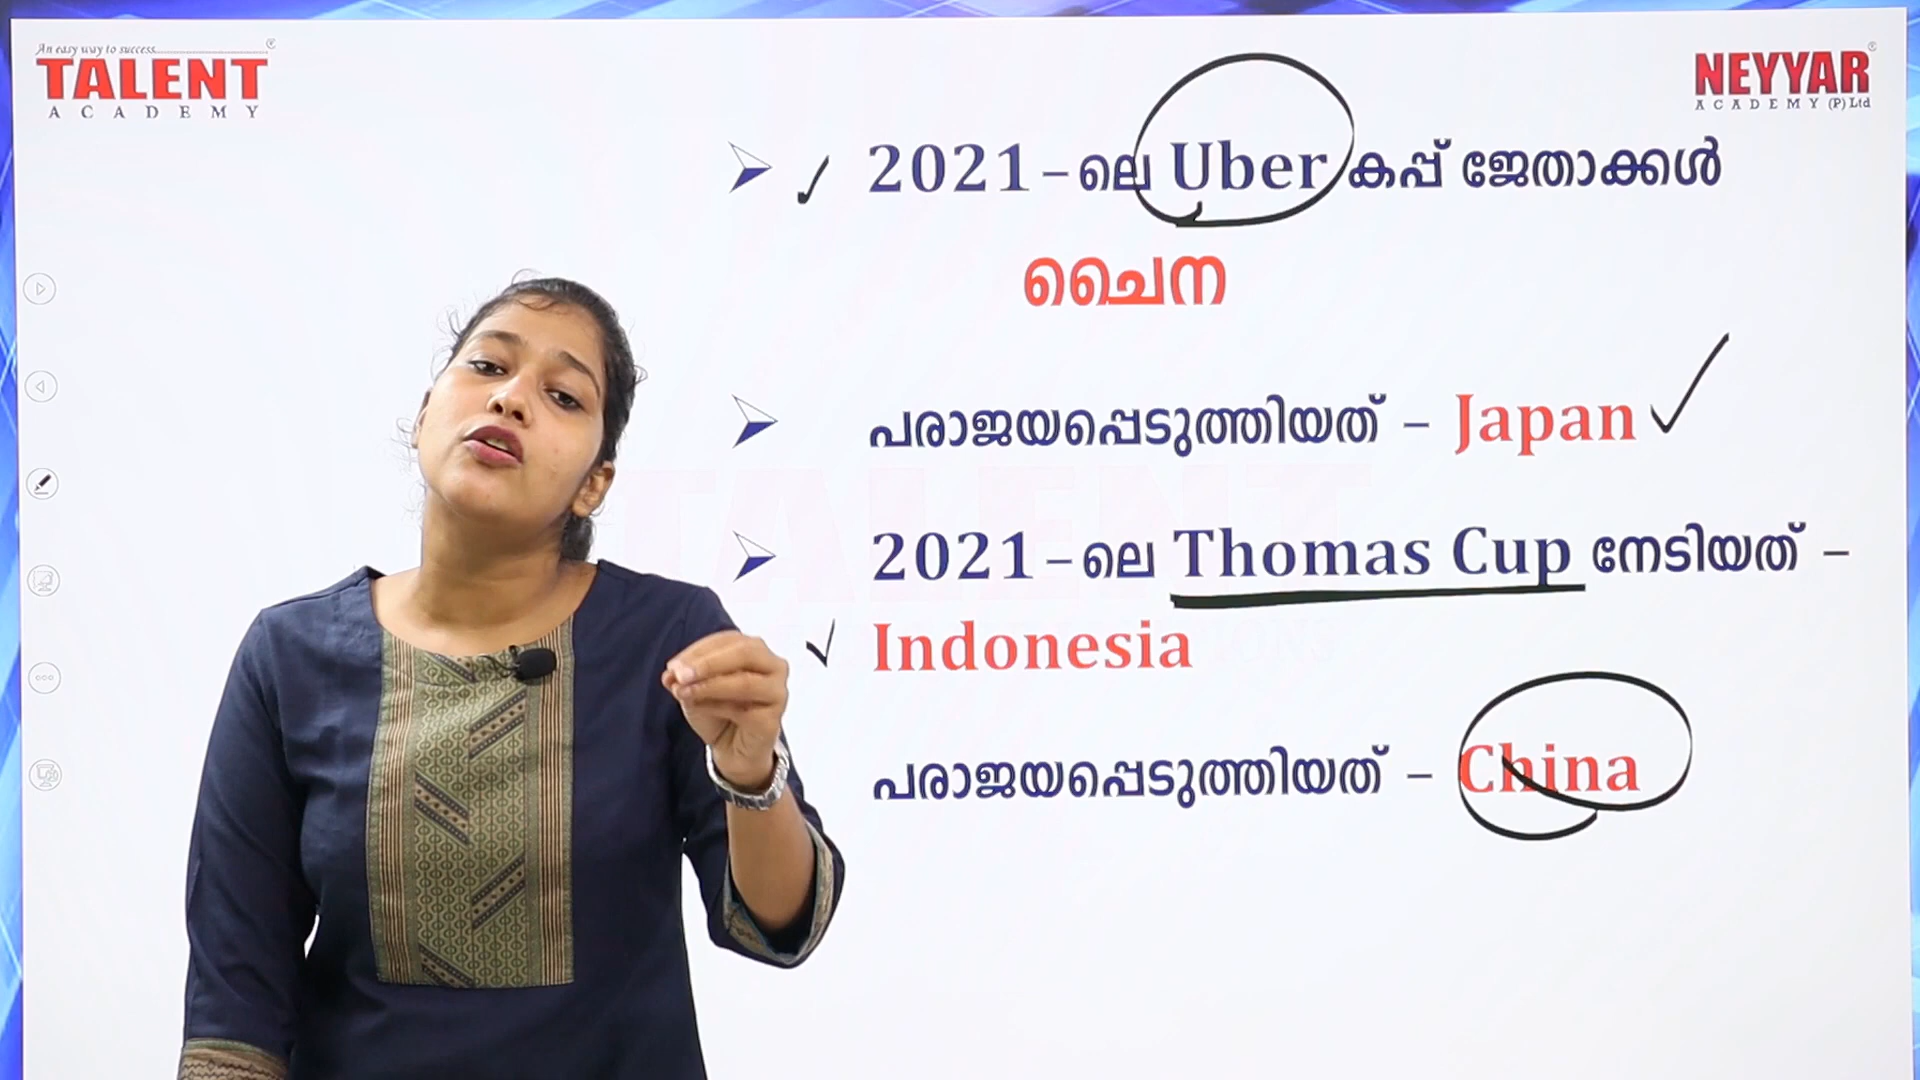 An easy way to success
TALENT
ACADEMY
NEYYAR
ACADEMY (P) Ltd
2021-ലെ Uber കപ്പ് ജേതാക്കൾ
ചൈന
പരാജയപ്പെടുത്തിയത് - Japan
2021-ലെ Thomas Cup നേടിയത് -
Indonesia
പരാജയപ്പെടുത്തിയത് - China